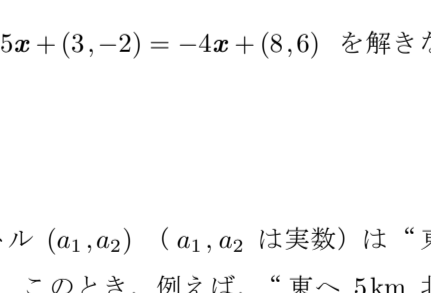 5x + (3, −2) = −4x + (8, 6) を解きな
トル (a₁, a₂) ( a₁, a₂ は実数) は “東
このとき、例えば、“東へ 5km 北